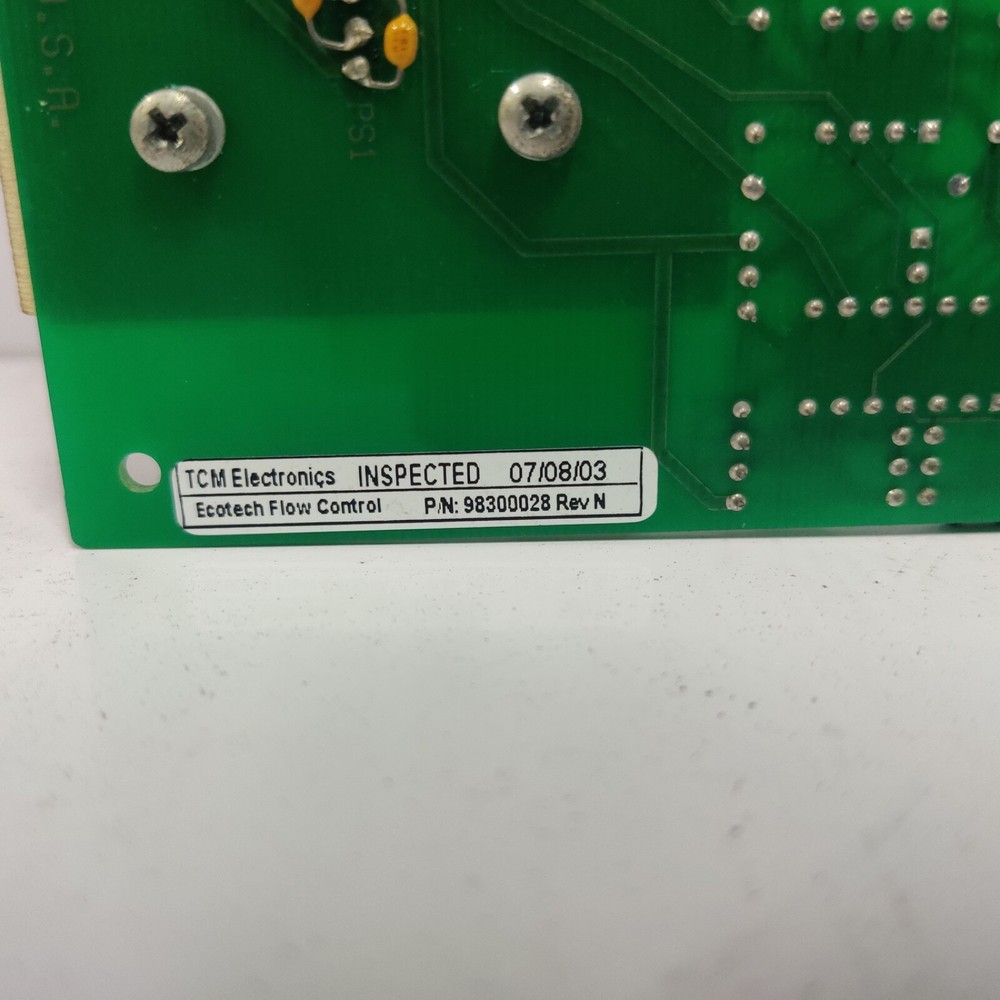 .S.A.
PS1
TCM Electronics INSPECTED 07/08/03
Ecotech Flow Control P/N: 98300028 Rev N